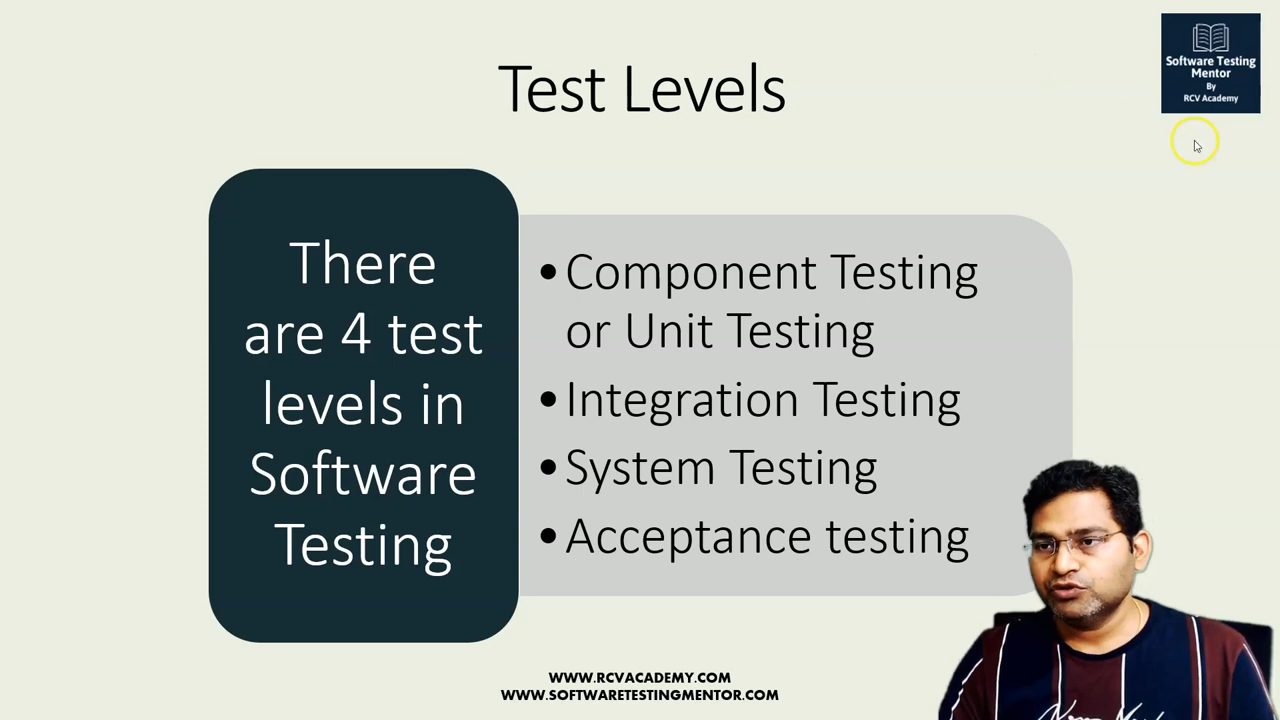 Test Levels
Software Testing
Mentor
By
RCV Academy
There
are 4 test
levels in
Software
Testing
•Component Testing
or Unit Testing
•Integration Testing
•System Testing
•Acceptance testing
WWW.RCVACADEMY.COM
WWW.SOFTWARETESTINGMENTOR.COM